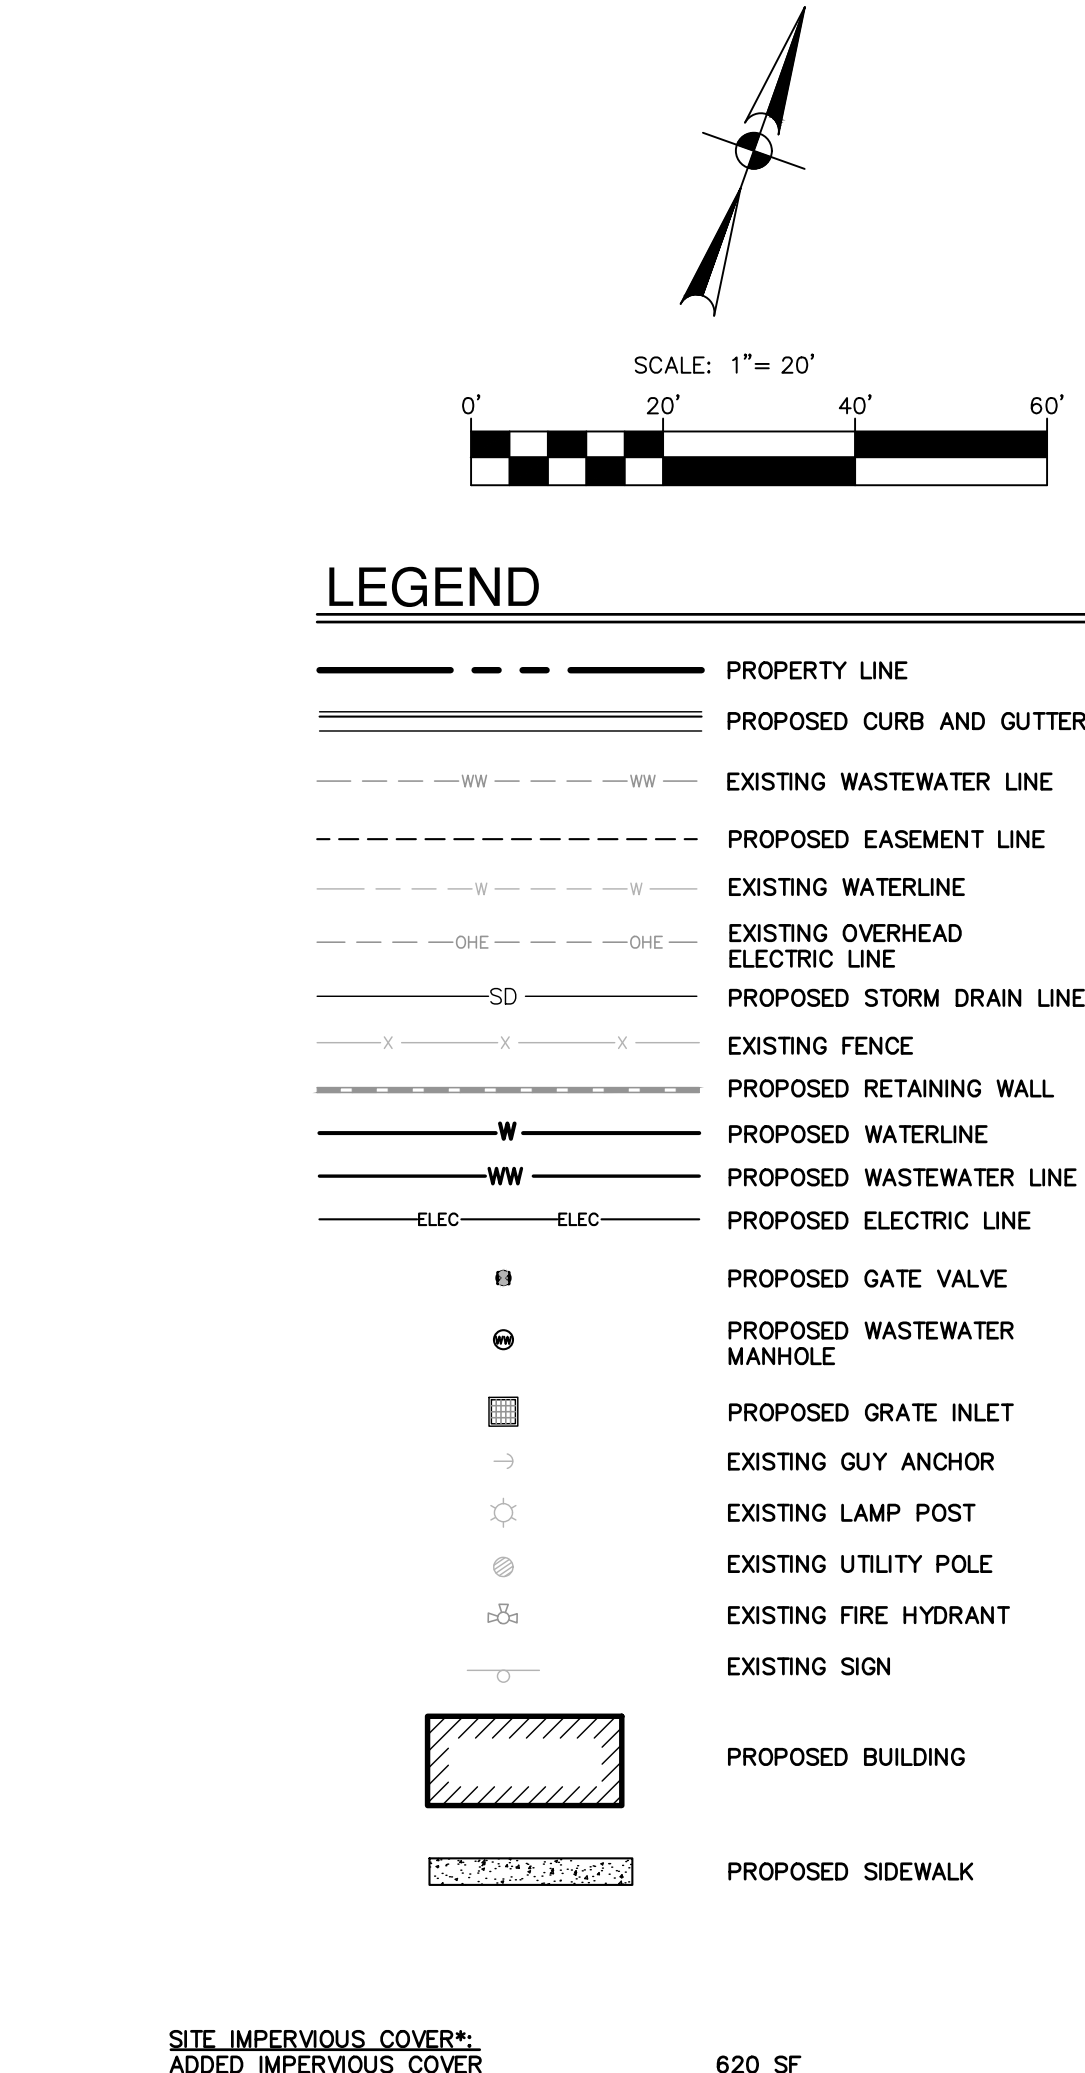 SCALE: 1"= 20'
0' 20' 40' 60'
LEGEND
PROPERTY LINE
PROPOSED CURB AND GUTTER
WW WW EXISTING WASTEWATER LINE
PROPOSED EASEMENT LINE
W W EXISTING WATERLINE
EXISTING OVERHEAD
OHE OHE
ELECTRIC LINE
SD PROPOSED STORM DRAIN LINE
X X X EXISTING FENCE
PROPOSED RETAINING WALL
W PROPOSED WATERLINE
WW PROPOSED WASTEWATER LINE
ELEC ELEC PROPOSED ELECTRIC LINE
PROPOSED GATE VALVE
WW PROPOSED WASTEWATER
MANHOLE
PROPOSED GRATE INLET
EXISTING GUY ANCHOR
EXISTING LAMP POST
EXISTING UTILITY POLE
EXISTING FIRE HYDRANT
EXISTING SIGN
PROPOSED BUILDING
PROPOSED SIDEWALK
SITE IMPERVIOUS COVER*:
ADDED IMPERVIOUS COVER 620 SF